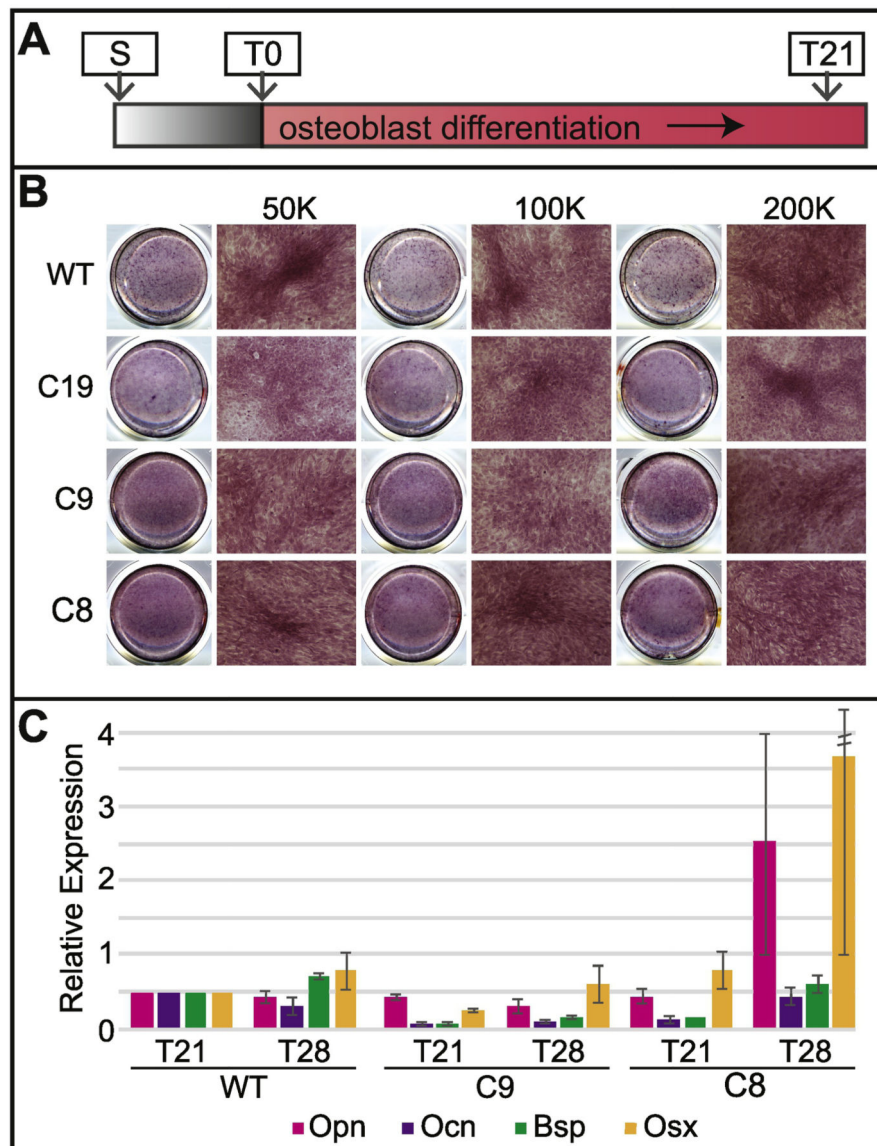 A
S T0 T21
osteoblast differentiation
B
50K 100K 200K
WT
C19
C9
C8
C
Relative Expression
4
3
2
1
0
T21 T28 T21 T28 T21 T28
WT C9 C8
Opn Ocn Bsp Osx